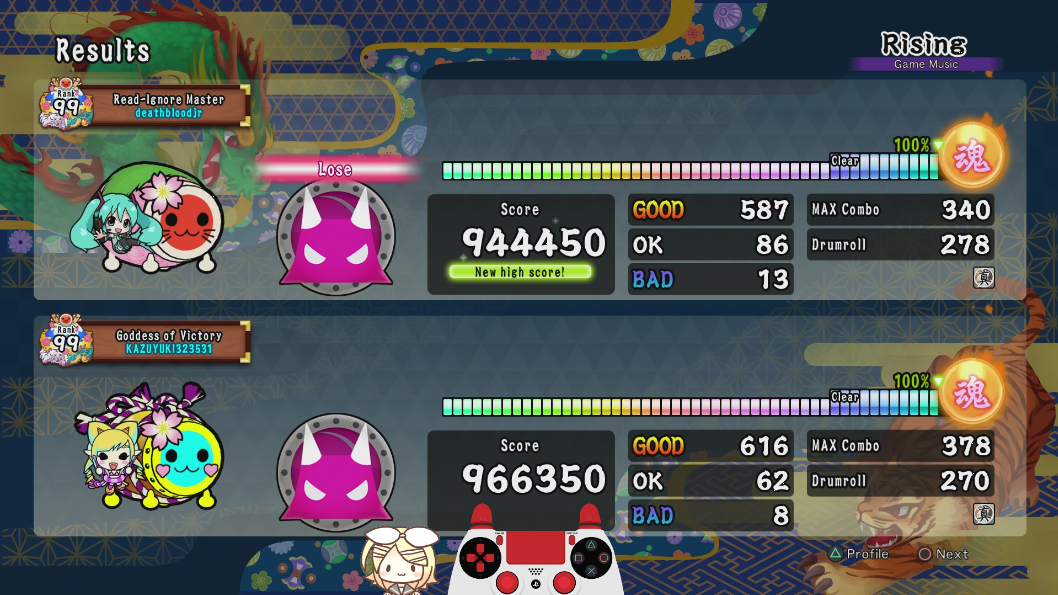 Results
Rising
Game Music
Rank
99
Read-Ignore Master
deathbloodjr
Lose
Clear
100%
魂
Score
944450
New high score!
GOOD 587
OK 86
BAD 13
MAX Combo 340
Drumroll 278
Rank
99
Goddess of Victory
KAZUYUKI323531
Clear
100%
魂
Score
966350
GOOD 616
OK 62
BAD 8
MAX Combo 378
Drumroll 270
Profile
Next